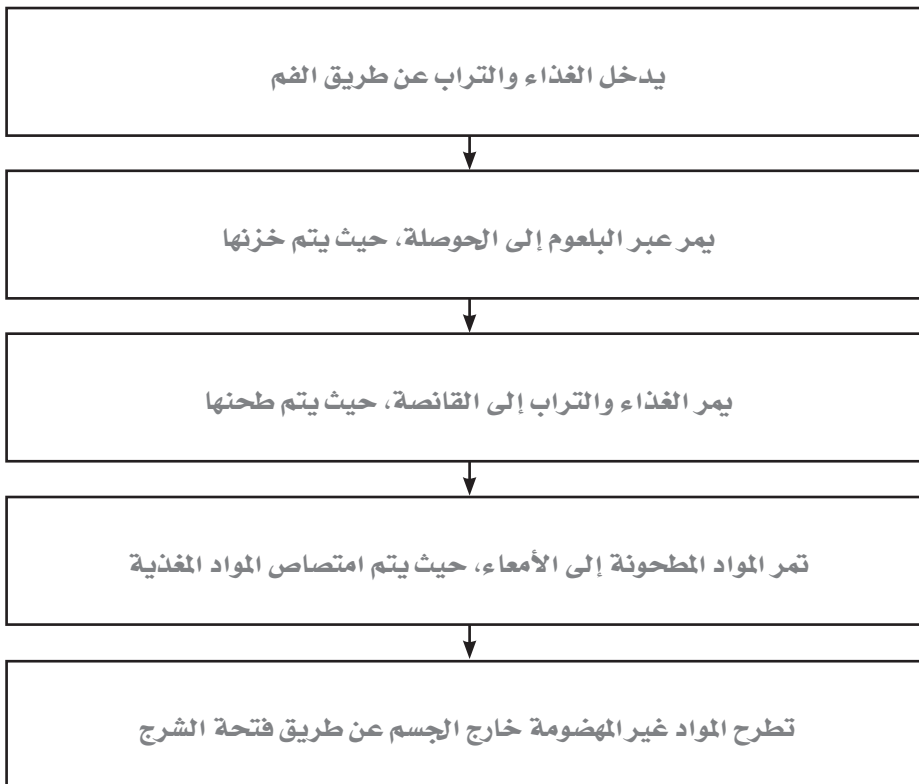 يدخل الغذاء والتراب عن طريق الفم
يمر عبر البلعوم إلى الحوصلة، حيث يتم خزنها
يمر الغذاء والتراب إلى القانصة، حيث يتم طحنها
تمر المواد المطحونة إلى الأمعاء، حيث يتم امتصاص المواد المغذية
تطرح المواد غير المهضومة خارج الجسم عن طريق فتحة الشرج